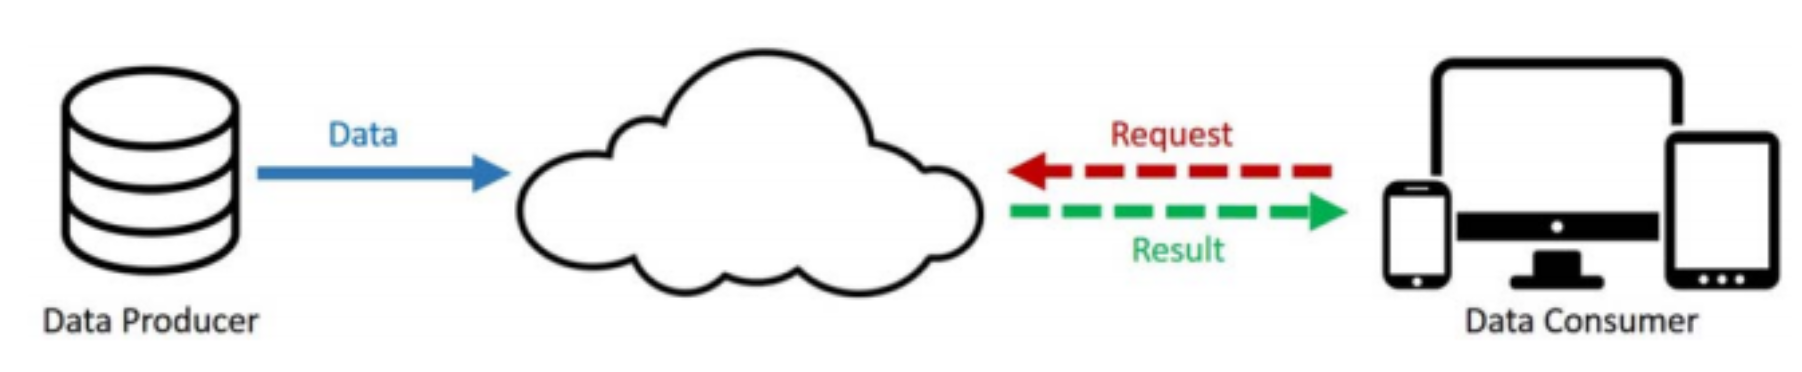 Data
Request
Result
Data Producer
Data Consumer